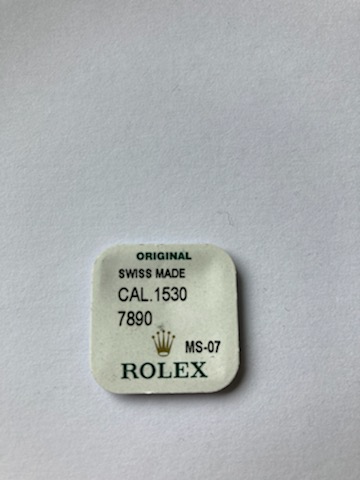 ORIGINAL
SWISS MADE
CAL.1530
7890
MS-07
ROLEX